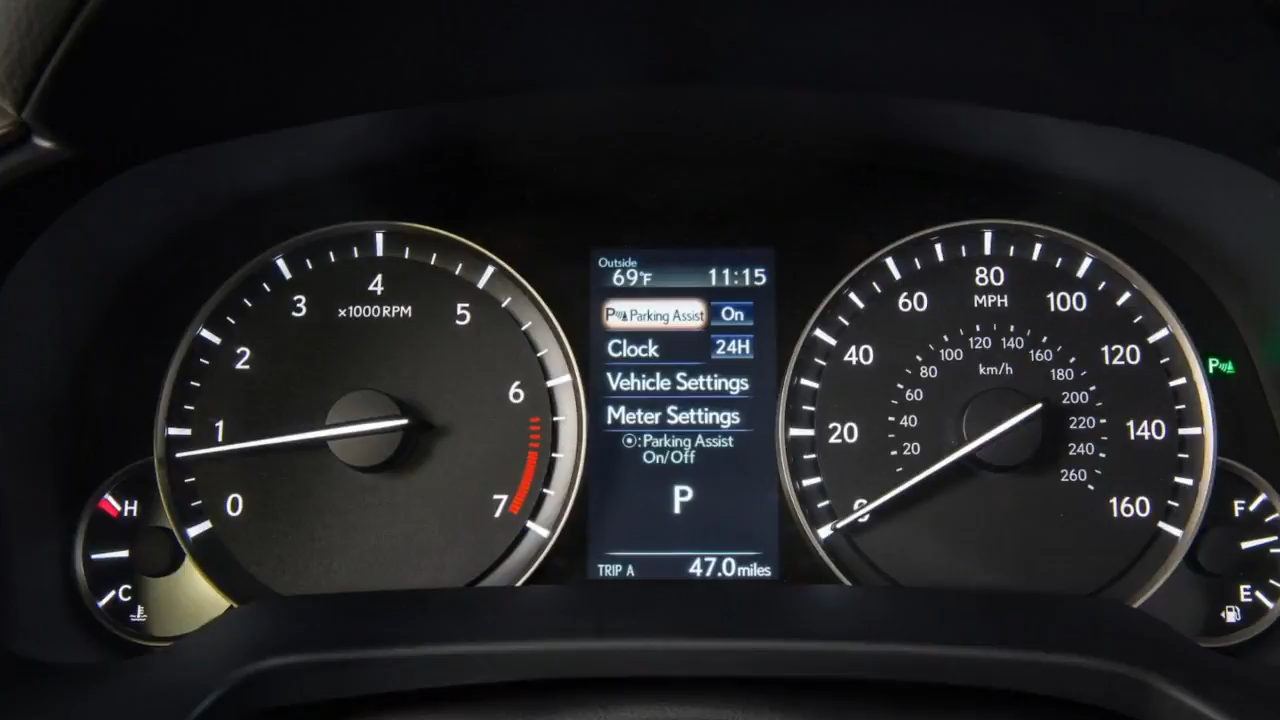 H
C
0
1
2
3
4
5
6
7
×1000RPM
Outside
69°F 11:15
P Parking Assist On
Clock 24H
Vehicle Settings
Meter Settings
:Parking Assist
On/Off
P
TRIP A 47.0 miles
0
20
40
60
80
100
120
140
160
MPH
20
40
60
80
100
120
140
160
180
200
220
240
260
km/h
P
F
E